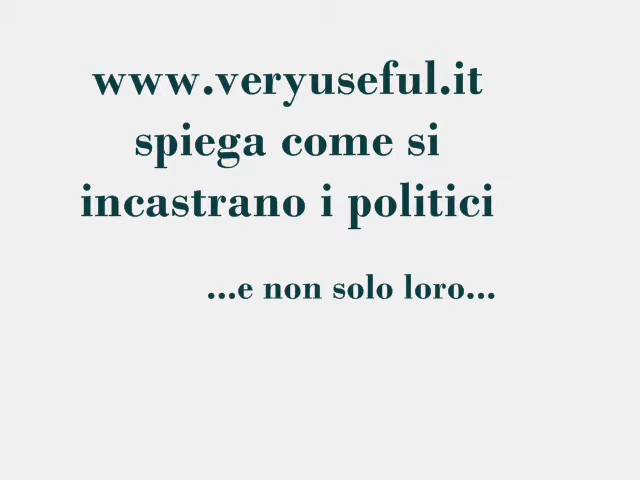 www.veryuseful.it
spiega come si
incastrano i politici
...e non solo loro...